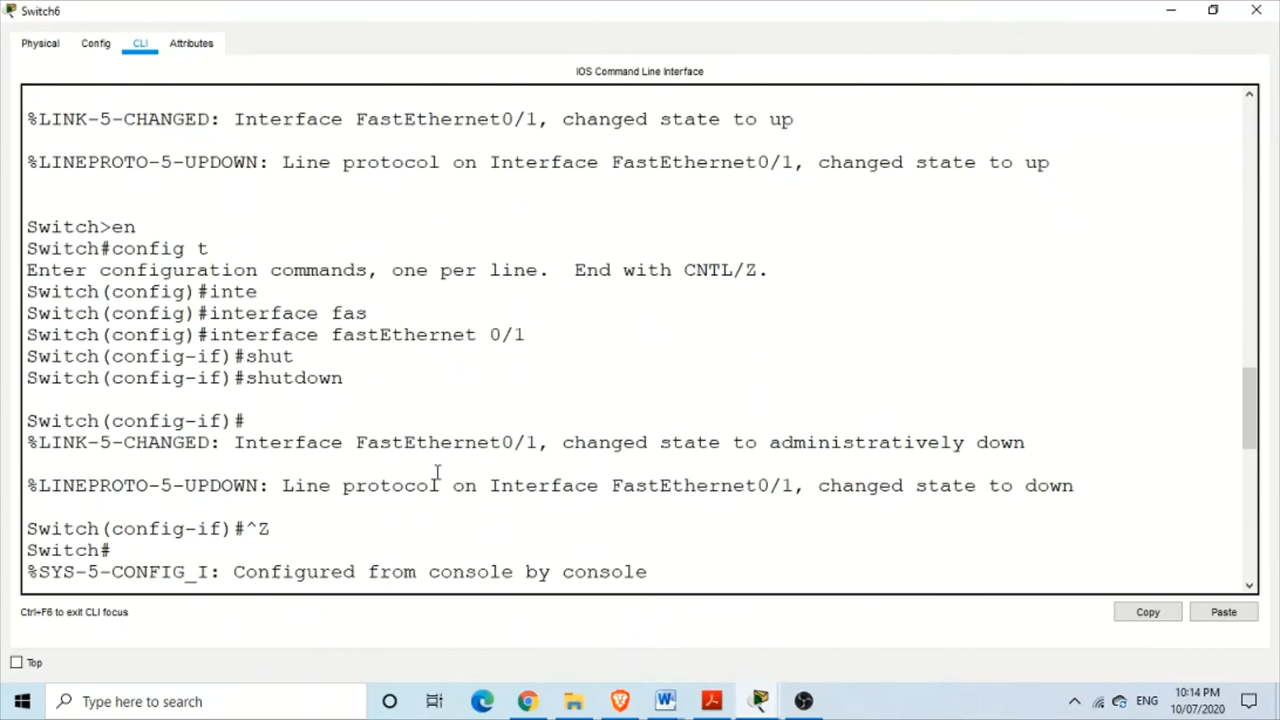 Switch6
Physical Config CLI Attributes
IOS Command Line Interface
%LINK-5-CHANGED: Interface FastEthernet0/1, changed state to up
%LINEPROTO-5-UPDOWN: Line protocol on Interface FastEthernet0/1, changed state to up
Switch>en
Switch#config t
Enter configuration commands, one per line.  End with CNTL/Z.
Switch(config)#inte
Switch(config)#interface fas
Switch(config)#interface fastEthernet 0/1
Switch(config-if)#shut
Switch(config-if)#shutdown
Switch(config-if)#
%LINK-5-CHANGED: Interface FastEthernet0/1, changed state to administratively down
%LINEPROTO-5-UPDOWN: Line protocol on Interface FastEthernet0/1, changed state to down
Switch(config-if)#^Z
Switch#
%SYS-5-CONFIG_I: Configured from console by console
Ctrl+F6 to exit CLI focus
Copy Paste
Top
Type here to search
ENG
10:14 PM
10/07/2020